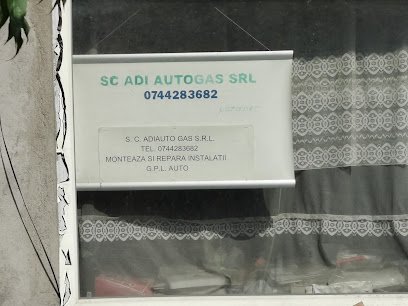 SC ADI AUTOGAS SRL
0744283682
S. C. ADIAUTO GAS S.R.L.
TEL. 0744283682
MONTEAZA SI REPARA INSTALATII
G.P.L. AUTO